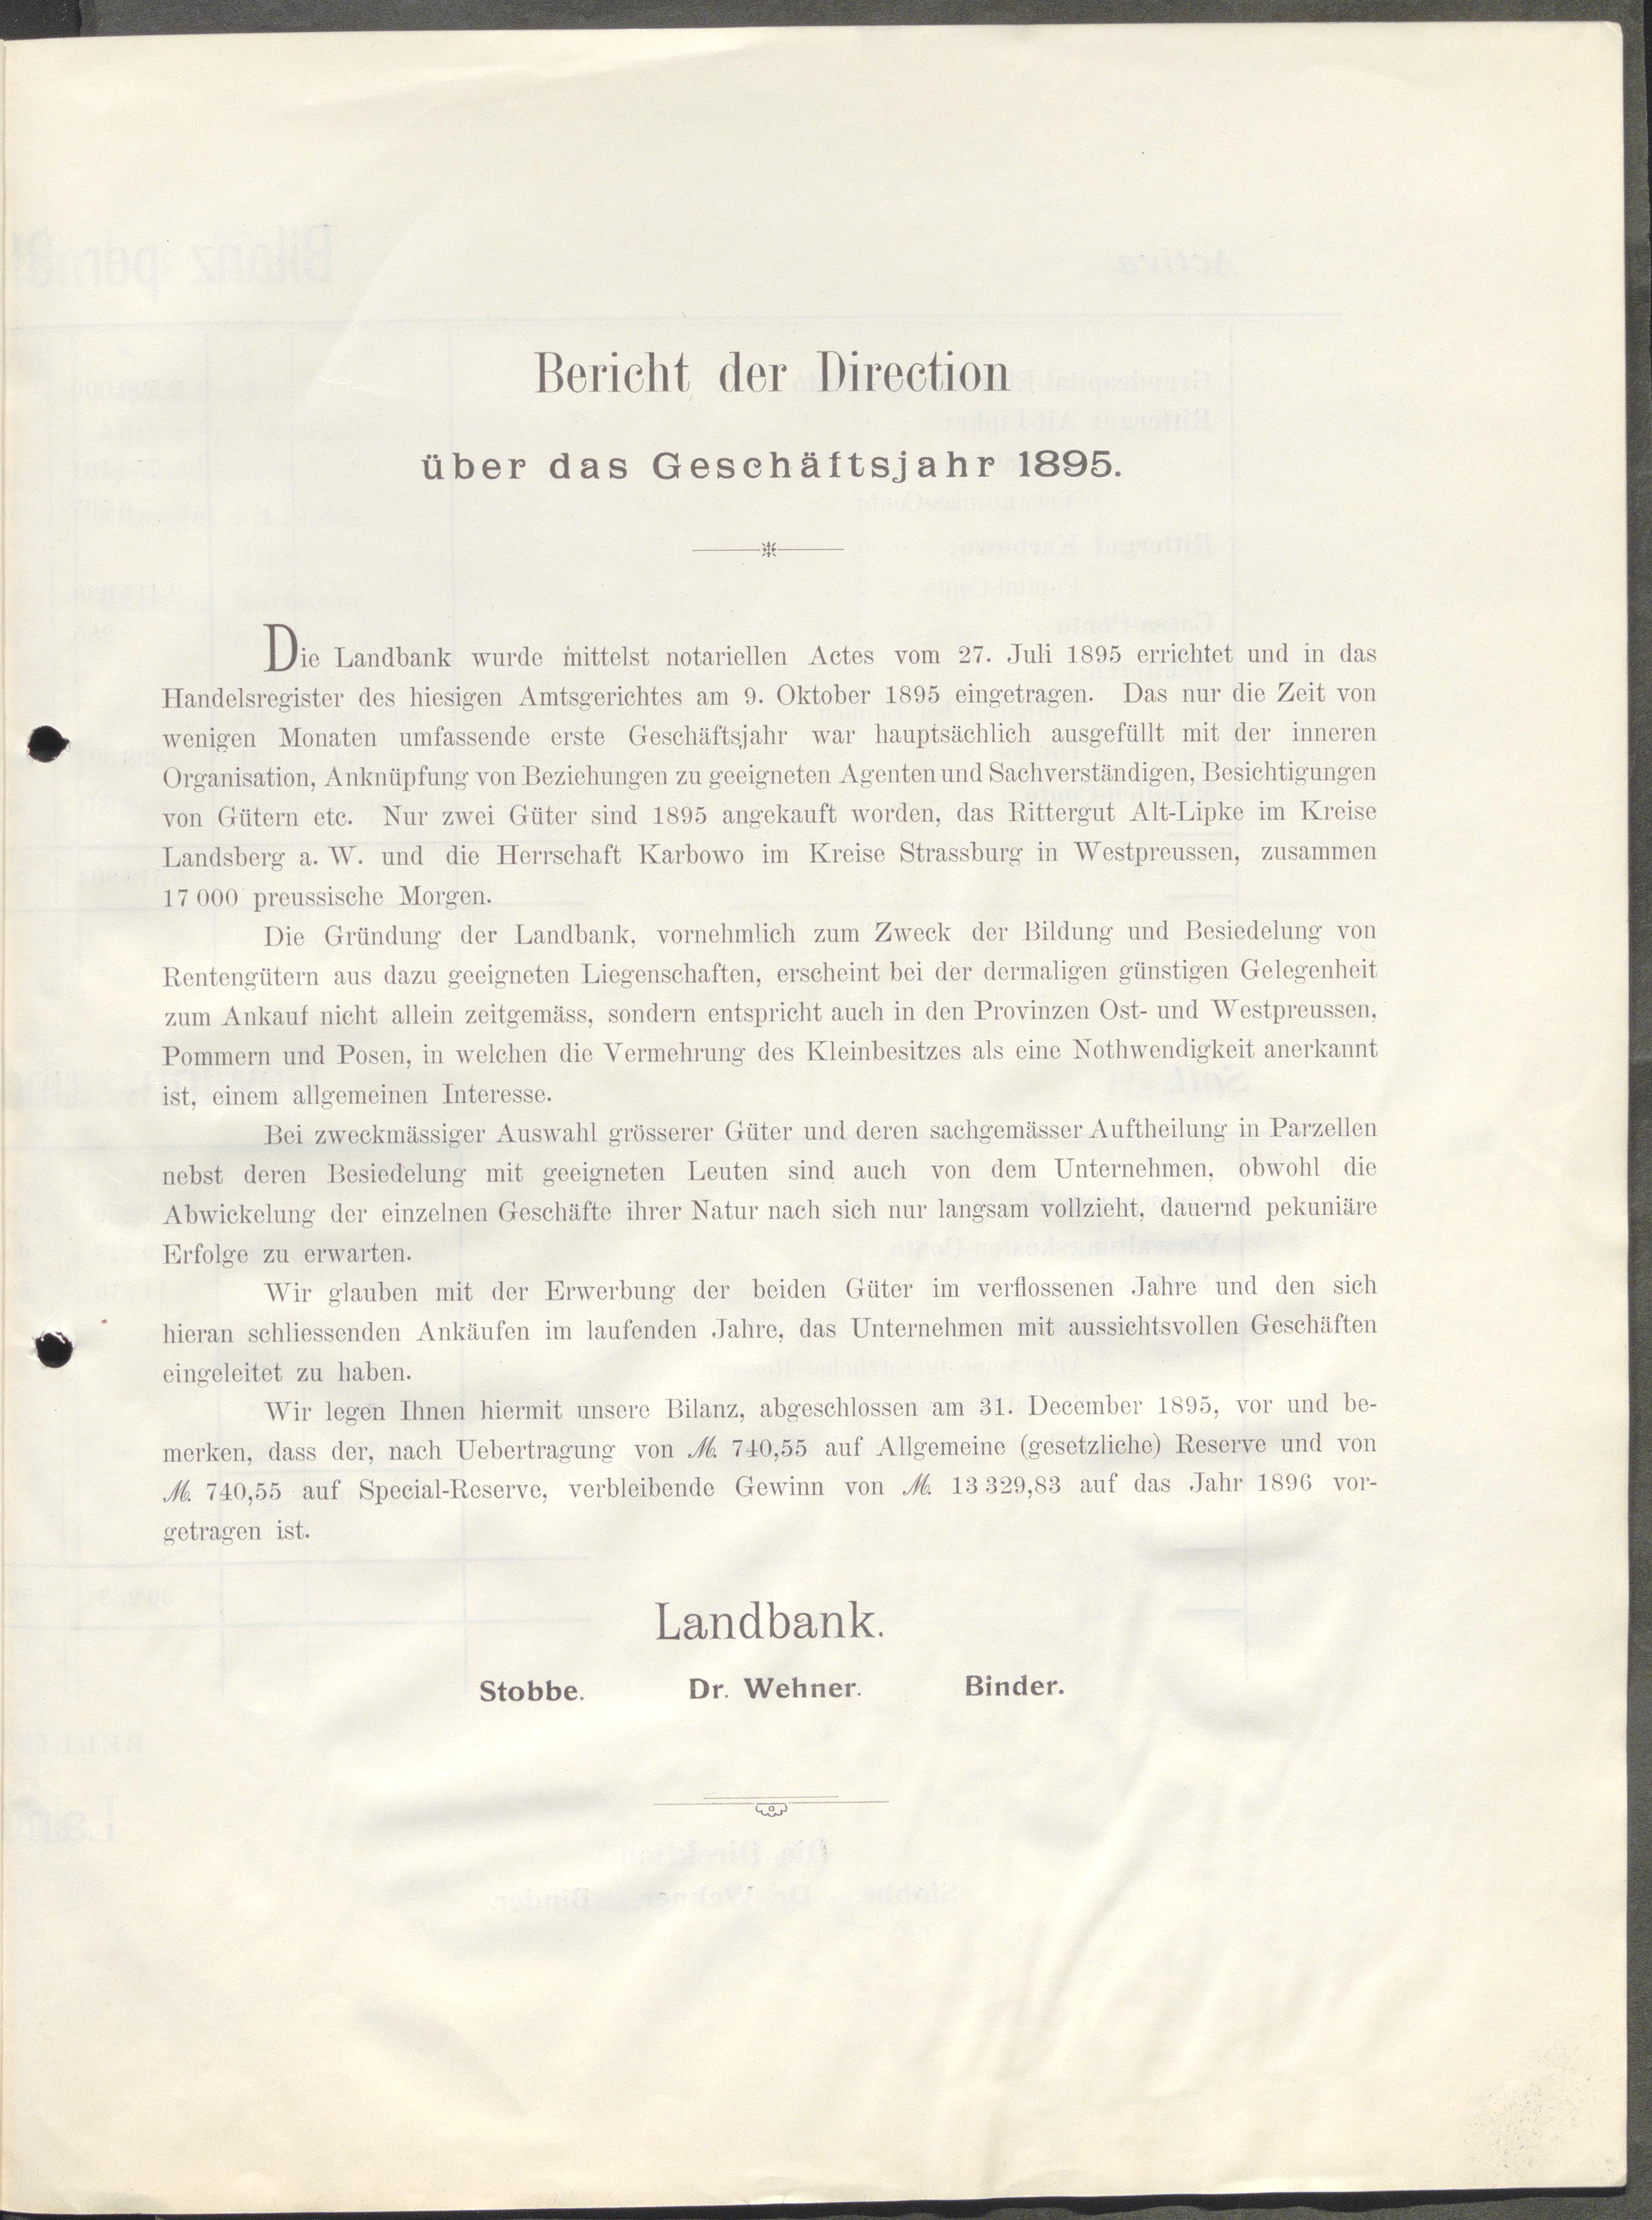 Bericht der Direction
über das Geschäftsjahr 1895.
Die Landbank wurde mittelst notariellen Actes vom 27. Juli 1895 errichtet und in das
Handelsregister des hiesigen Amtsgerichtes am 9. Oktober 1895 eingetragen. Das nur die Zeit von
wenigen Monaten umfassende erste Geschäftsjahr war hauptsächlich ausgefüllt mit der inneren
Organisation, Anknüpfung von Beziehungen zu geeigneten Agenten und Sachverständigen, Besichtigungen
von Gütern etc. Nur zwei Güter sind 1895 angekauft worden, das Rittergut Alt-Lipke im Kreise
Landsberg a. W. und die Herrschaft Karbowo im Kreise Strassburg in Westpreussen, zusammen
17 000 preussische Morgen.
Die Gründung der Landbank, vornehmlich zum Zweck der Bildung und Besiedelung von
Rentengütern aus dazu geeigneten Liegenschaften, erscheint bei der dermaligen günstigen Gelegenheit
zum Ankauf nicht allein zeitgemäss, sondern entspricht auch in den Provinzen Ost- und Westpreussen,
Pommern und Posen, in welchen die Vermehrung des Kleinbesitzes als eine Nothwendigkeit anerkannt
ist, einem allgemeinen Interesse.
Bei zweckmässiger Auswahl grösserer Güter und deren sachgemässer Auftheilung in Parzellen
nebst deren Besiedelung mit geeigneten Leuten sind auch von dem Unternehmen, obwohl die
Abwickelung der einzelnen Geschäfte ihrer Natur nach sich nur langsam vollzieht, dauernd pekuniäre
Erfolge zu erwarten.
Wir glauben mit der Erwerbung der beiden Güter im verflossenen Jahre und den sich
hieran schliessenden Ankäufen im laufenden Jahre, das Unternehmen mit aussichtsvollen Geschäften
eingeleitet zu haben.
Wir legen Ihnen hiermit unsere Bilanz, abgeschlossen am 31. December 1895, vor und be-
merken, dass der, nach Uebertragung von M. 740,55 auf Allgemeine (gesetzliche) Reserve und von
M. 740,55 auf Special-Reserve, verbleibende Gewinn von M. 13 329,83 auf das Jahr 1896 vor-
getragen ist.
Landbank.
Stobbe. Dr. Wehner. Binder.